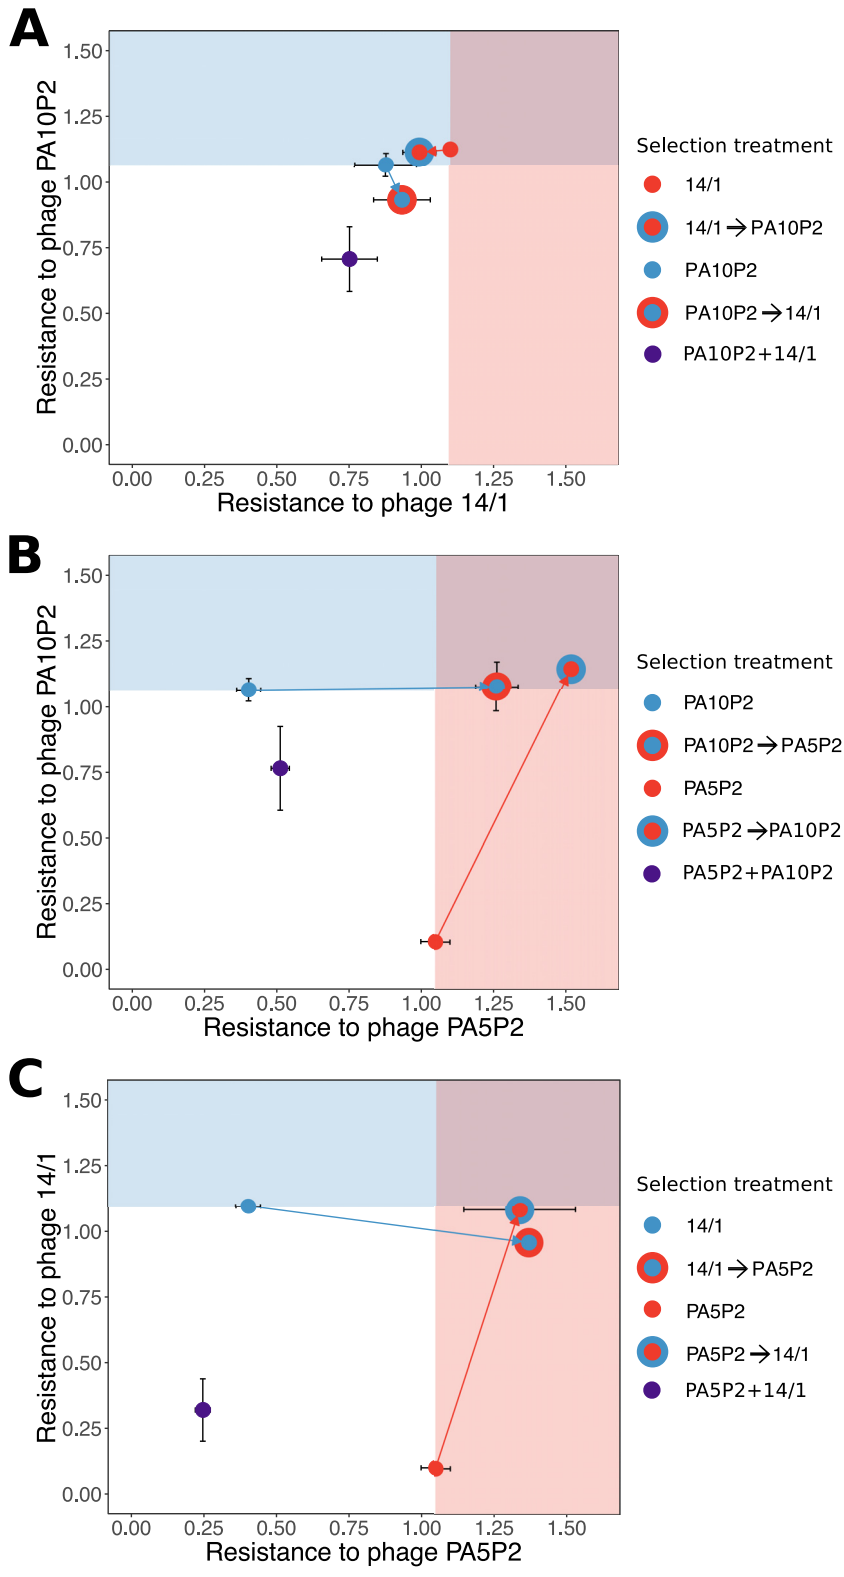 A
Resistance to phage PA10P2
1.50
1.25
1.00
0.75
0.50
0.25
0.00
0.00 0.25 0.50 0.75 1.00 1.25 1.50
Resistance to phage 14/1
Selection treatment
14/1
14/1→PA10P2
PA10P2
PA10P2→14/1
PA10P2+14/1
B
Resistance to phage PA10P2
1.50
1.25
1.00
0.75
0.50
0.25
0.00
0.00 0.25 0.50 0.75 1.00 1.25 1.50
Resistance to phage PA5P2
Selection treatment
PA10P2
PA10P2→PA5P2
PA5P2
PA5P2→PA10P2
PA5P2+PA10P2
C
Resistance to phage 14/1
1.50
1.25
1.00
0.75
0.50
0.25
0.00
0.00 0.25 0.50 0.75 1.00 1.25 1.50
Resistance to phage PA5P2
Selection treatment
14/1
14/1→PA5P2
PA5P2
PA5P2→14/1
PA5P2+14/1